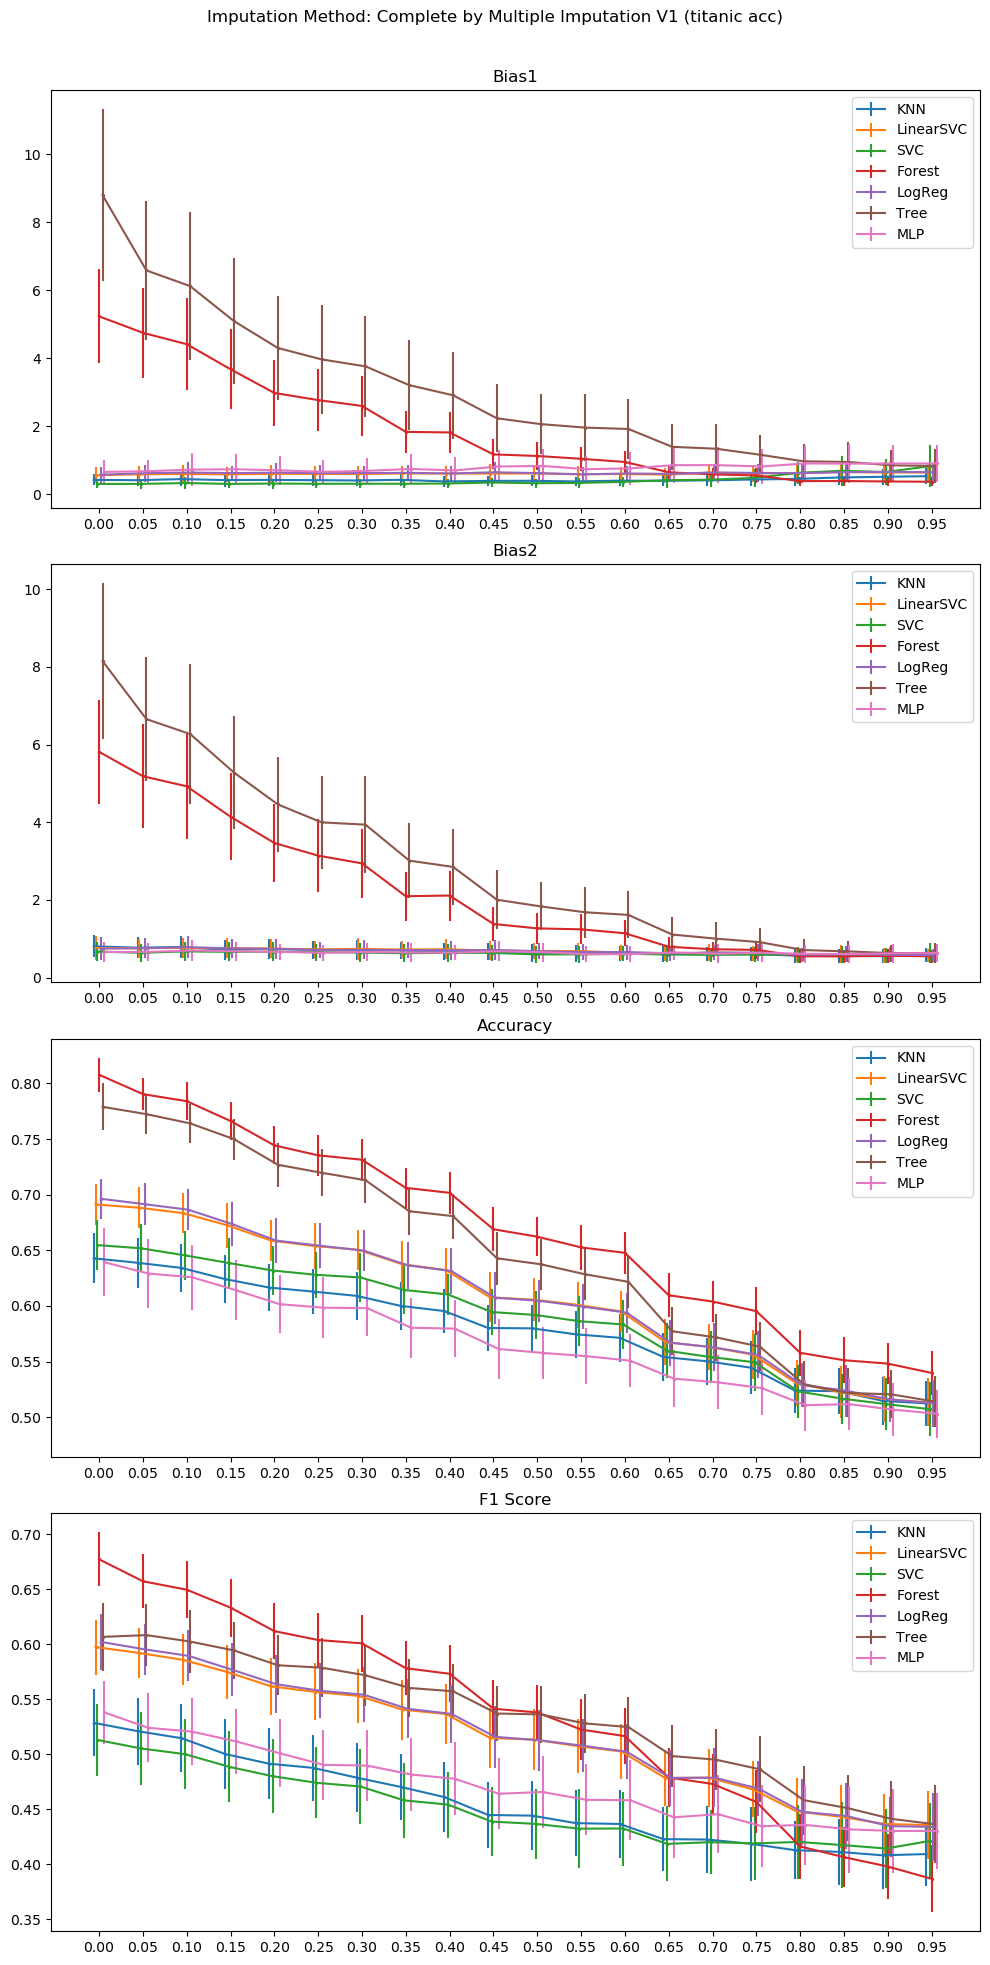 Imputation Method: Complete by Multiple Imputation V1 (titanic acc)
Bias1
KNN
LinearSVC
SVC
Forest
LogReg
Tree
MLP
10
8
6
4
2
0
0.00 0.05 0.10 0.15 0.20 0.25 0.30 0.35 0.40 0.45 0.50 0.55 0.60 0.65 0.70 0.75 0.80 0.85 0.90 0.95
Bias2
KNN
LinearSVC
SVC
Forest
LogReg
Tree
MLP
10
8
6
4
2
0
0.00 0.05 0.10 0.15 0.20 0.25 0.30 0.35 0.40 0.45 0.50 0.55 0.60 0.65 0.70 0.75 0.80 0.85 0.90 0.95
Accuracy
KNN
LinearSVC
SVC
Forest
LogReg
Tree
MLP
0.80
0.75
0.70
0.65
0.60
0.55
0.50
0.00 0.05 0.10 0.15 0.20 0.25 0.30 0.35 0.40 0.45 0.50 0.55 0.60 0.65 0.70 0.75 0.80 0.85 0.90 0.95
F1 Score
KNN
LinearSVC
SVC
Forest
LogReg
Tree
MLP
0.70
0.65
0.60
0.55
0.50
0.45
0.40
0.35
0.00 0.05 0.10 0.15 0.20 0.25 0.30 0.35 0.40 0.45 0.50 0.55 0.60 0.65 0.70 0.75 0.80 0.85 0.90 0.95